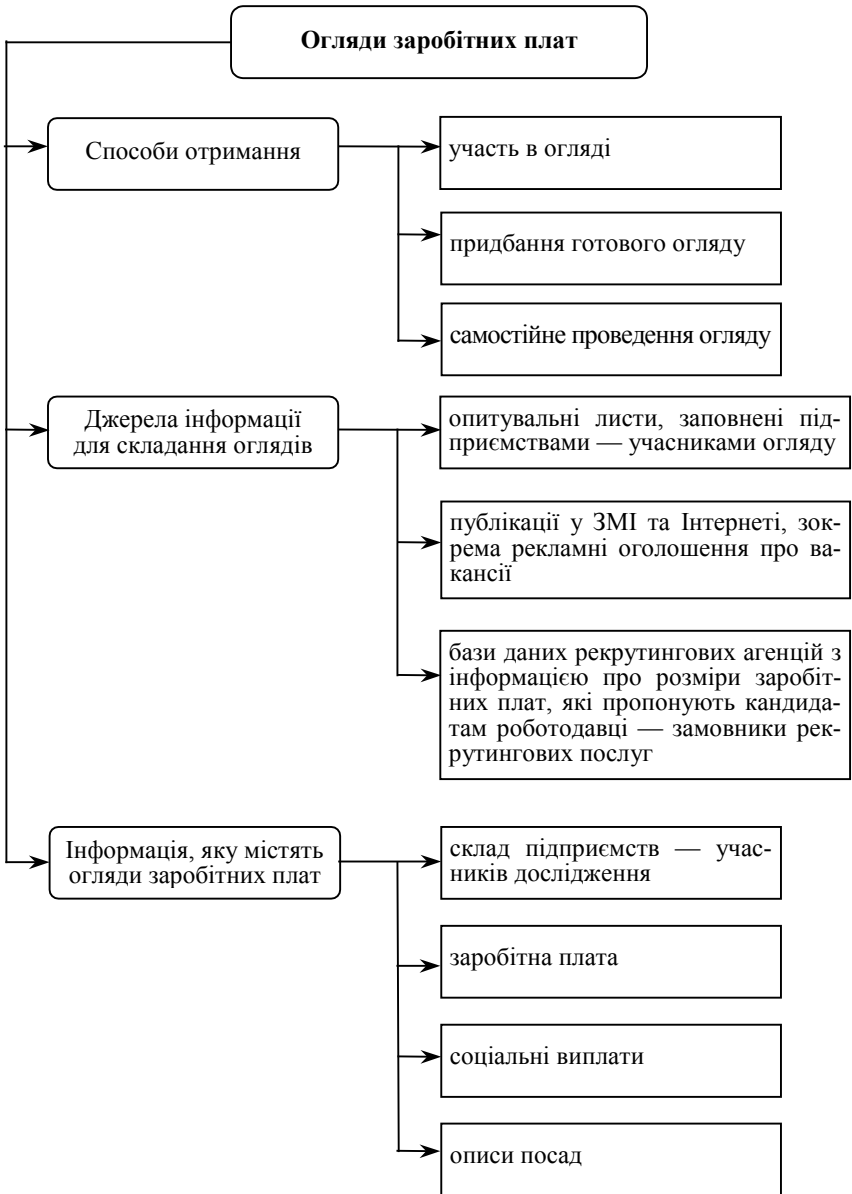 Огляди заробітних плат
Способи отримання
участь в огляді
придбання готового огляду
самостійне проведення огляду
Джерела інформації
для складання оглядів
опитувальні листи, заповнені під-
приємствами — учасниками огляду
публікації у ЗМІ та Інтернеті, зок-
рема рекламні оголошення про ва-
кансії
бази даних рекрутингових агенцій з
інформацією про розміри заробіт-
них плат, які пропонують кандида-
там роботодавці — замовники рек-
рутингових послуг
Інформація, яку містять
огляди заробітних плат
склад підприємств — учас-
ників дослідження
заробітна плата
соціальні виплати
описи посад